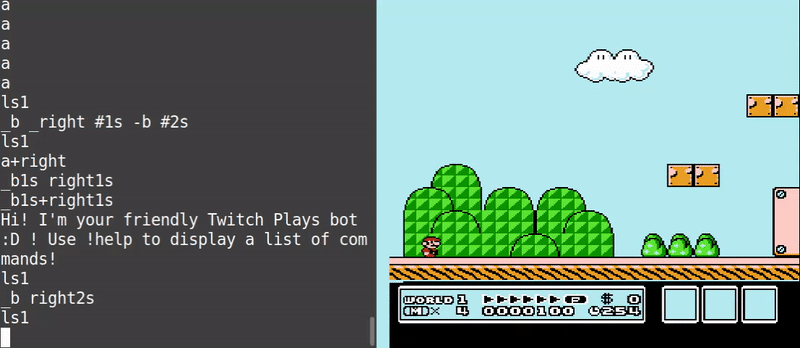 a
a
a
a
a
ls1
_b _right #1s -b #2s
ls1
a+right
_b1s right1s
_b1s+right1s
Hi! I'm your friendly Twitch Plays bot
:D ! Use !help to display a list of com
mands!
ls1
_b right2s
ls1
WORLD 1 P $ 0
M× 4 0000100 254